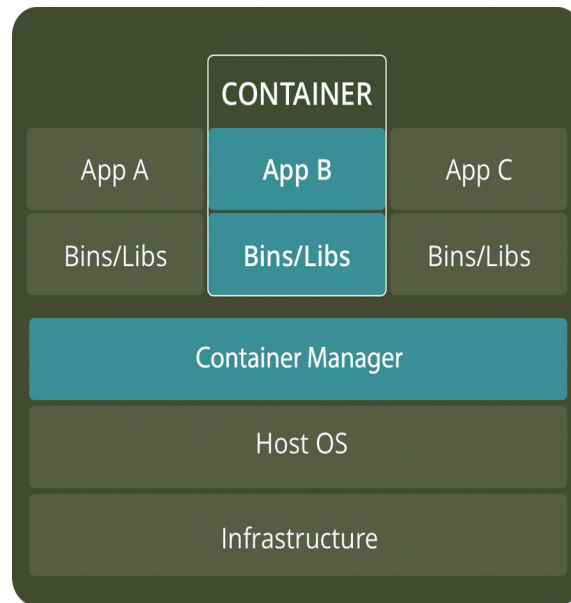 CONTAINER
App A App B App C
Bins/Libs Bins/Libs Bins/Libs
Container Manager
Host OS
Infrastructure